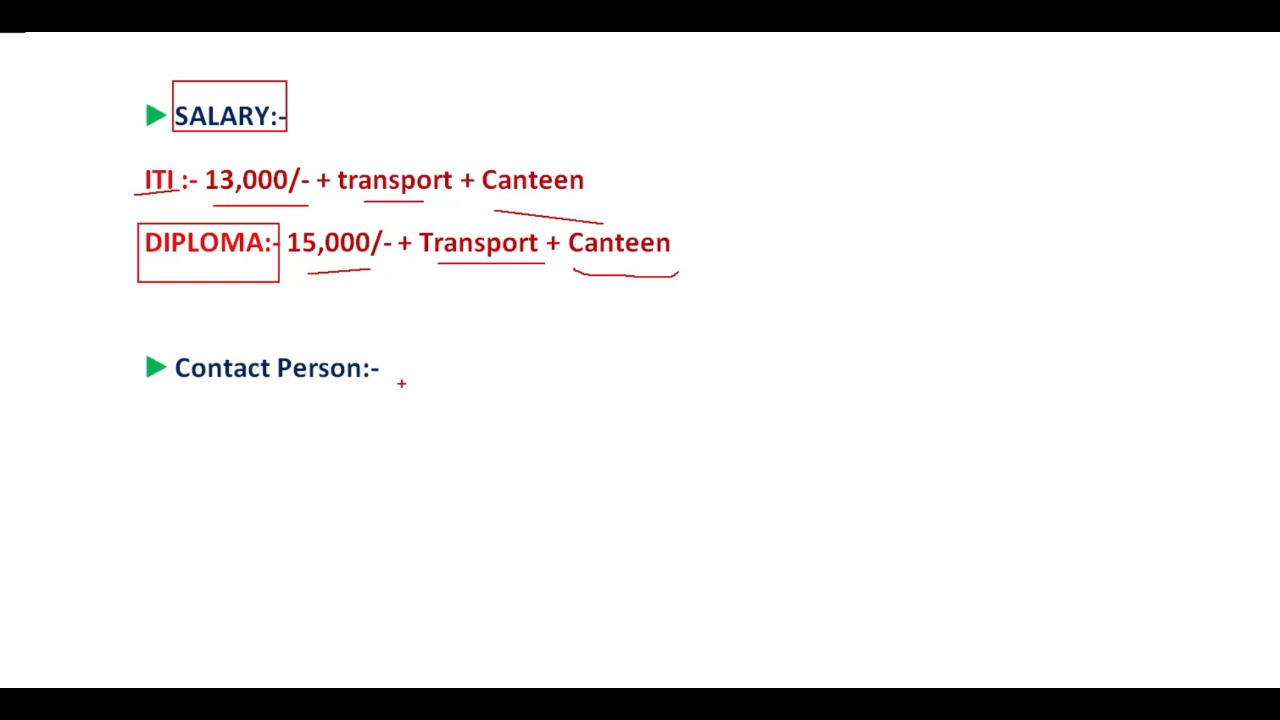 SALARY:-
ITI :- 13,000/- + transport + Canteen
DIPLOMA:- 15,000/- + Transport + Canteen
Contact Person:-